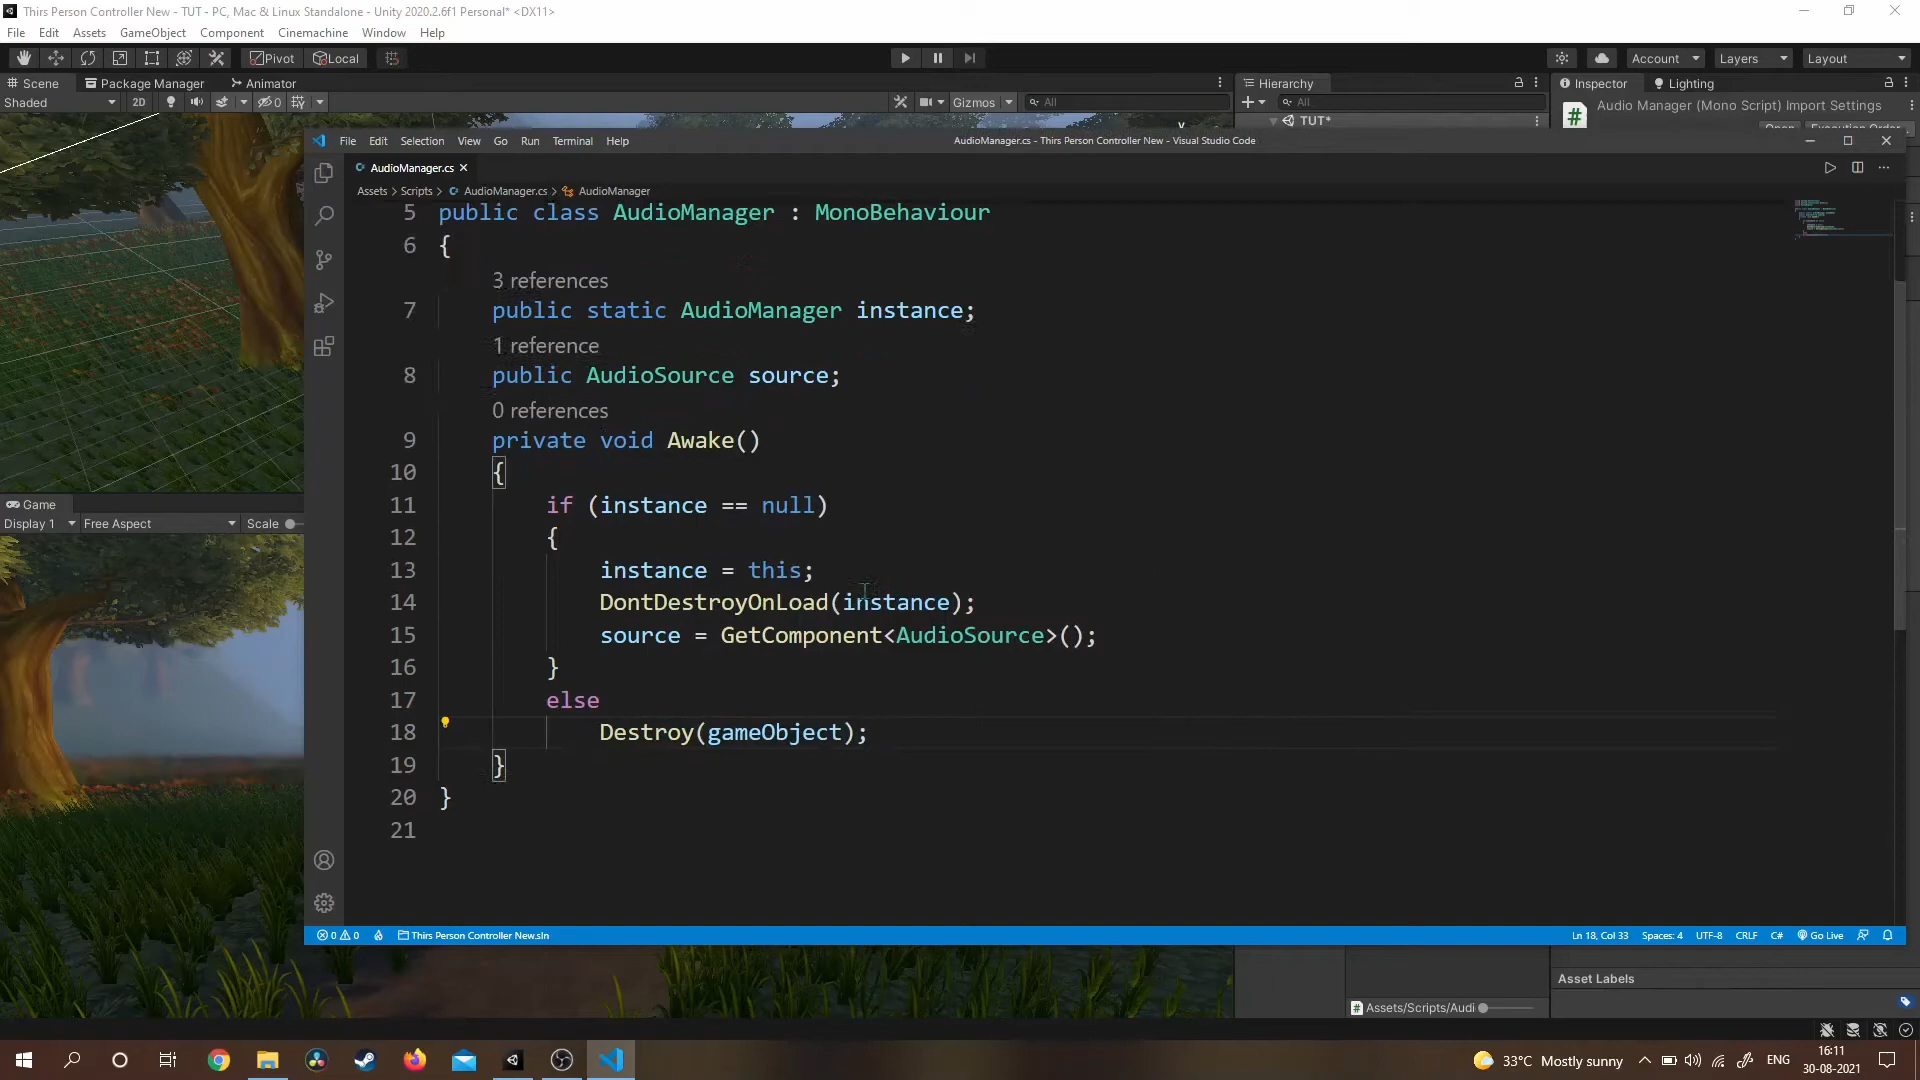 Thirs Person Controller New - TUT - PC, Mac & Linux Standalone - Unity 2020.2.6f1 Personal* <DX11>
File Edit Assets GameObject Component Cinemachine Window Help
Pivot Local Account Layers Layout
Scene Package Manager Animator Hierarchy Inspector Lighting
Shaded 2D 0 Gizmos All All
Audio Manager (Mono Script) Import Settings
TUT*
Open Execution Order...
File Edit Selection View Go Run Terminal Help AudioManager.cs - Thirs Person Controller New - Visual Studio Code
AudioManager.cs
Assets > Scripts > AudioManager.cs > AudioManager
5 public class AudioManager : MonoBehaviour
6 {
3 references
7 public static AudioManager instance;
1 reference
8 public AudioSource source;
0 references
9 private void Awake()
10 {
11 if (instance == null)
12 {
13 instance = this;
14 DontDestroyOnLoad(instance);
15 source = GetComponent<AudioSource>();
16 }
17 else
18 Destroy(gameObject);
19 }
20 }
21
Game
Display 1 Free Aspect Scale
0 0 Thirs Person Controller New.sln Ln 18, Col 33 Spaces: 4 UTF-8 CRLF C# Go Live
Asset Labels
Assets/Scripts/Audi
33°C Mostly sunny ENG 16:11
30-08-2021